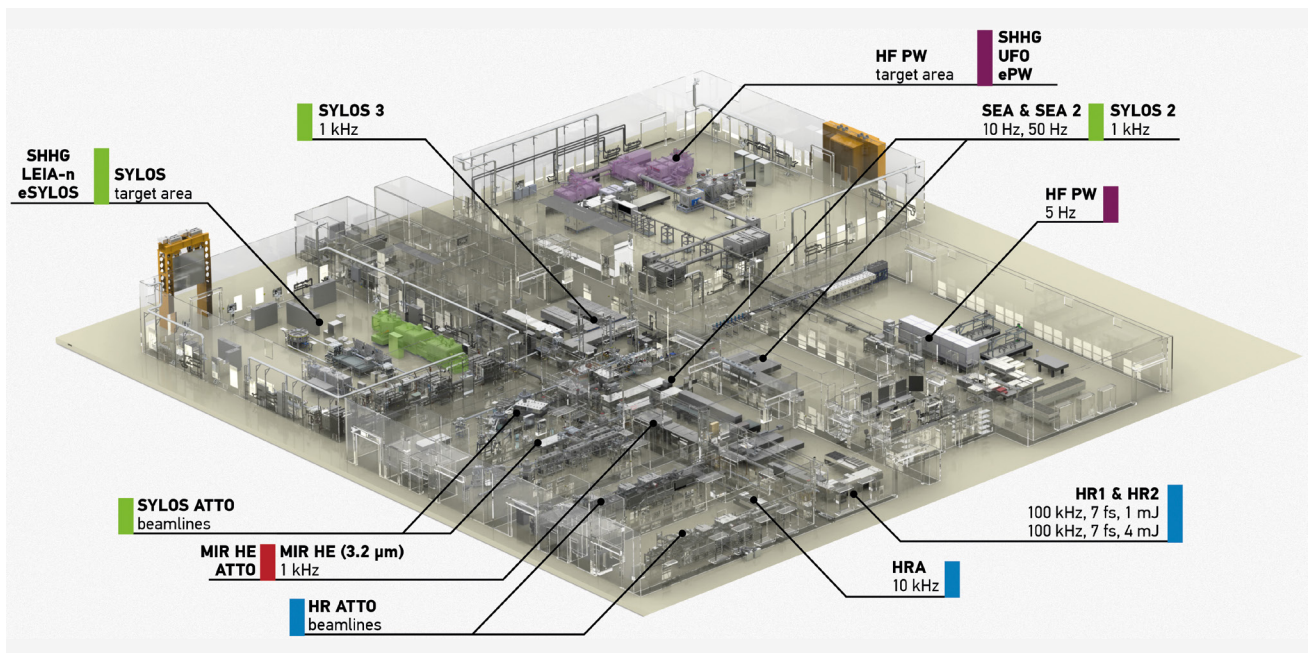 SHHG
UFO
ePW
HF PW
target area
SYLOS 3
1 kHz
SEA & SEA 2
10 Hz, 50 Hz
SYLOS 2
1 kHz
SHHG
LEIA-n
eSYLOS
SYLOS
target area
HF PW
5 Hz
SYLOS ATTO
beamlines
MIR HE
ATTO
MIR HE (3.2 µm)
1 kHz
HR ATTO
beamlines
HR1 & HR2
100 kHz, 7 fs, 1 mJ
100 kHz, 7 fs, 4 mJ
HRA
10 kHz